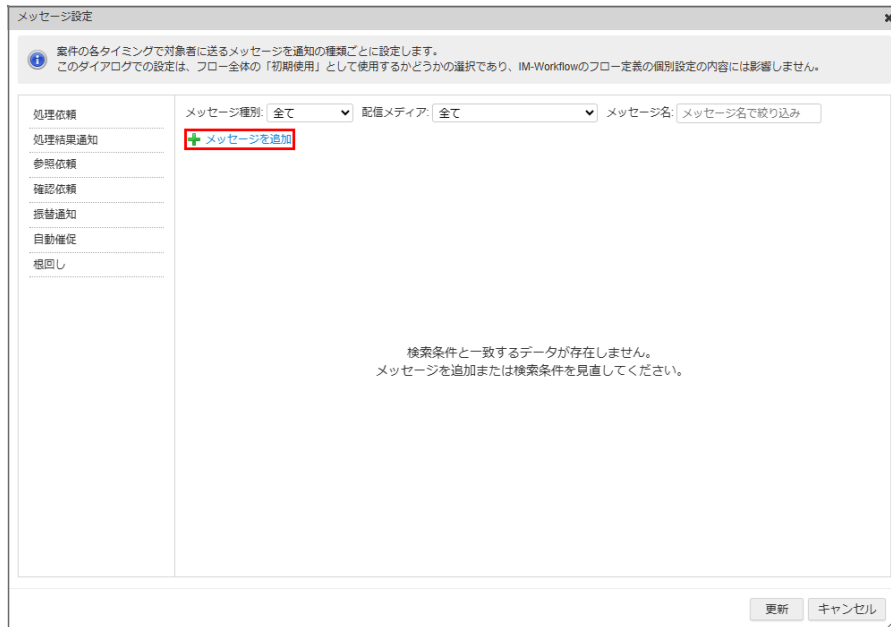 メッセージ設定
案件の各タイミングで対象者に送るメッセージを通知の種類ごとに設定します。
このダイアログでの設定は、フロー全体の「初期使用」として使用するかどうかの選択であり、IM-Workflowのフロー定義の個別設定の内容には影響しません。
処理依頼
処理結果通知
参照依頼
確認依頼
振替通知
自動催促
根回し
メッセージ種別: 全て 配信メディア: 全て メッセージ名: メッセージ名で絞り込み
メッセージを追加
検索条件と一致するデータが存在しません。
メッセージを追加または検索条件を見直してください。
更新 キャンセル